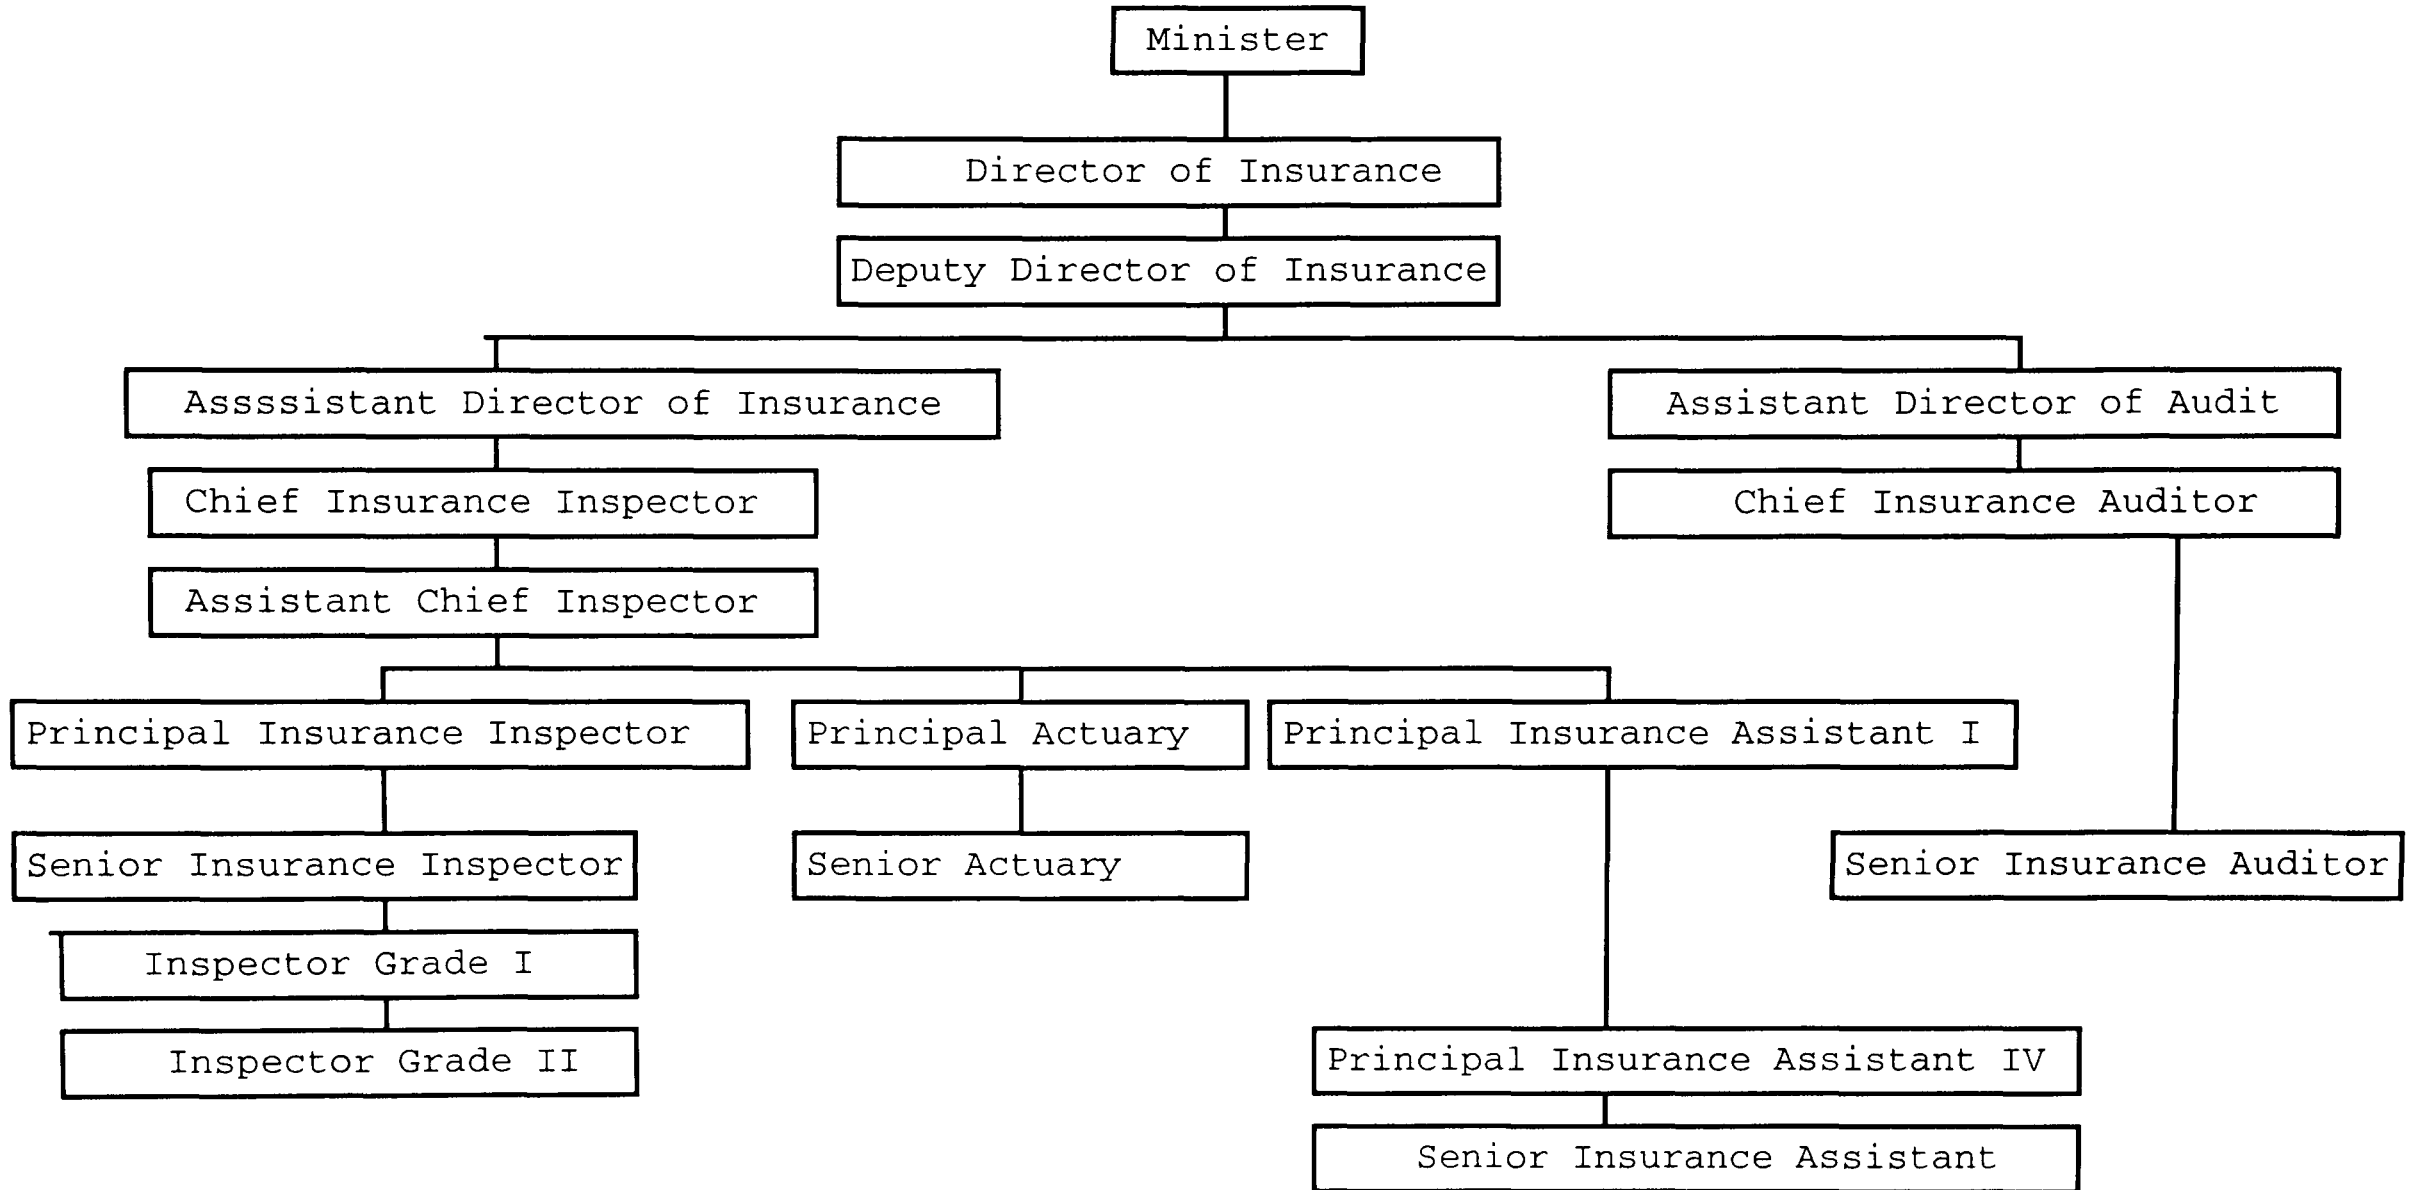 Minister
Director of Insurance
Deputy Director of Insurance
Assssistant Director of Insurance
Assistant Director of Audit
Chief Insurance Inspector
Chief Insurance Auditor
Assistant Chief Inspector
Principal Insurance Inspector
Principal Actuary
Principal Insurance Assistant I
Senior Insurance Inspector
Senior Actuary
Senior Insurance Auditor
Inspector Grade I
Inspector Grade II
Principal Insurance Assistant IV
Senior Insurance Assistant